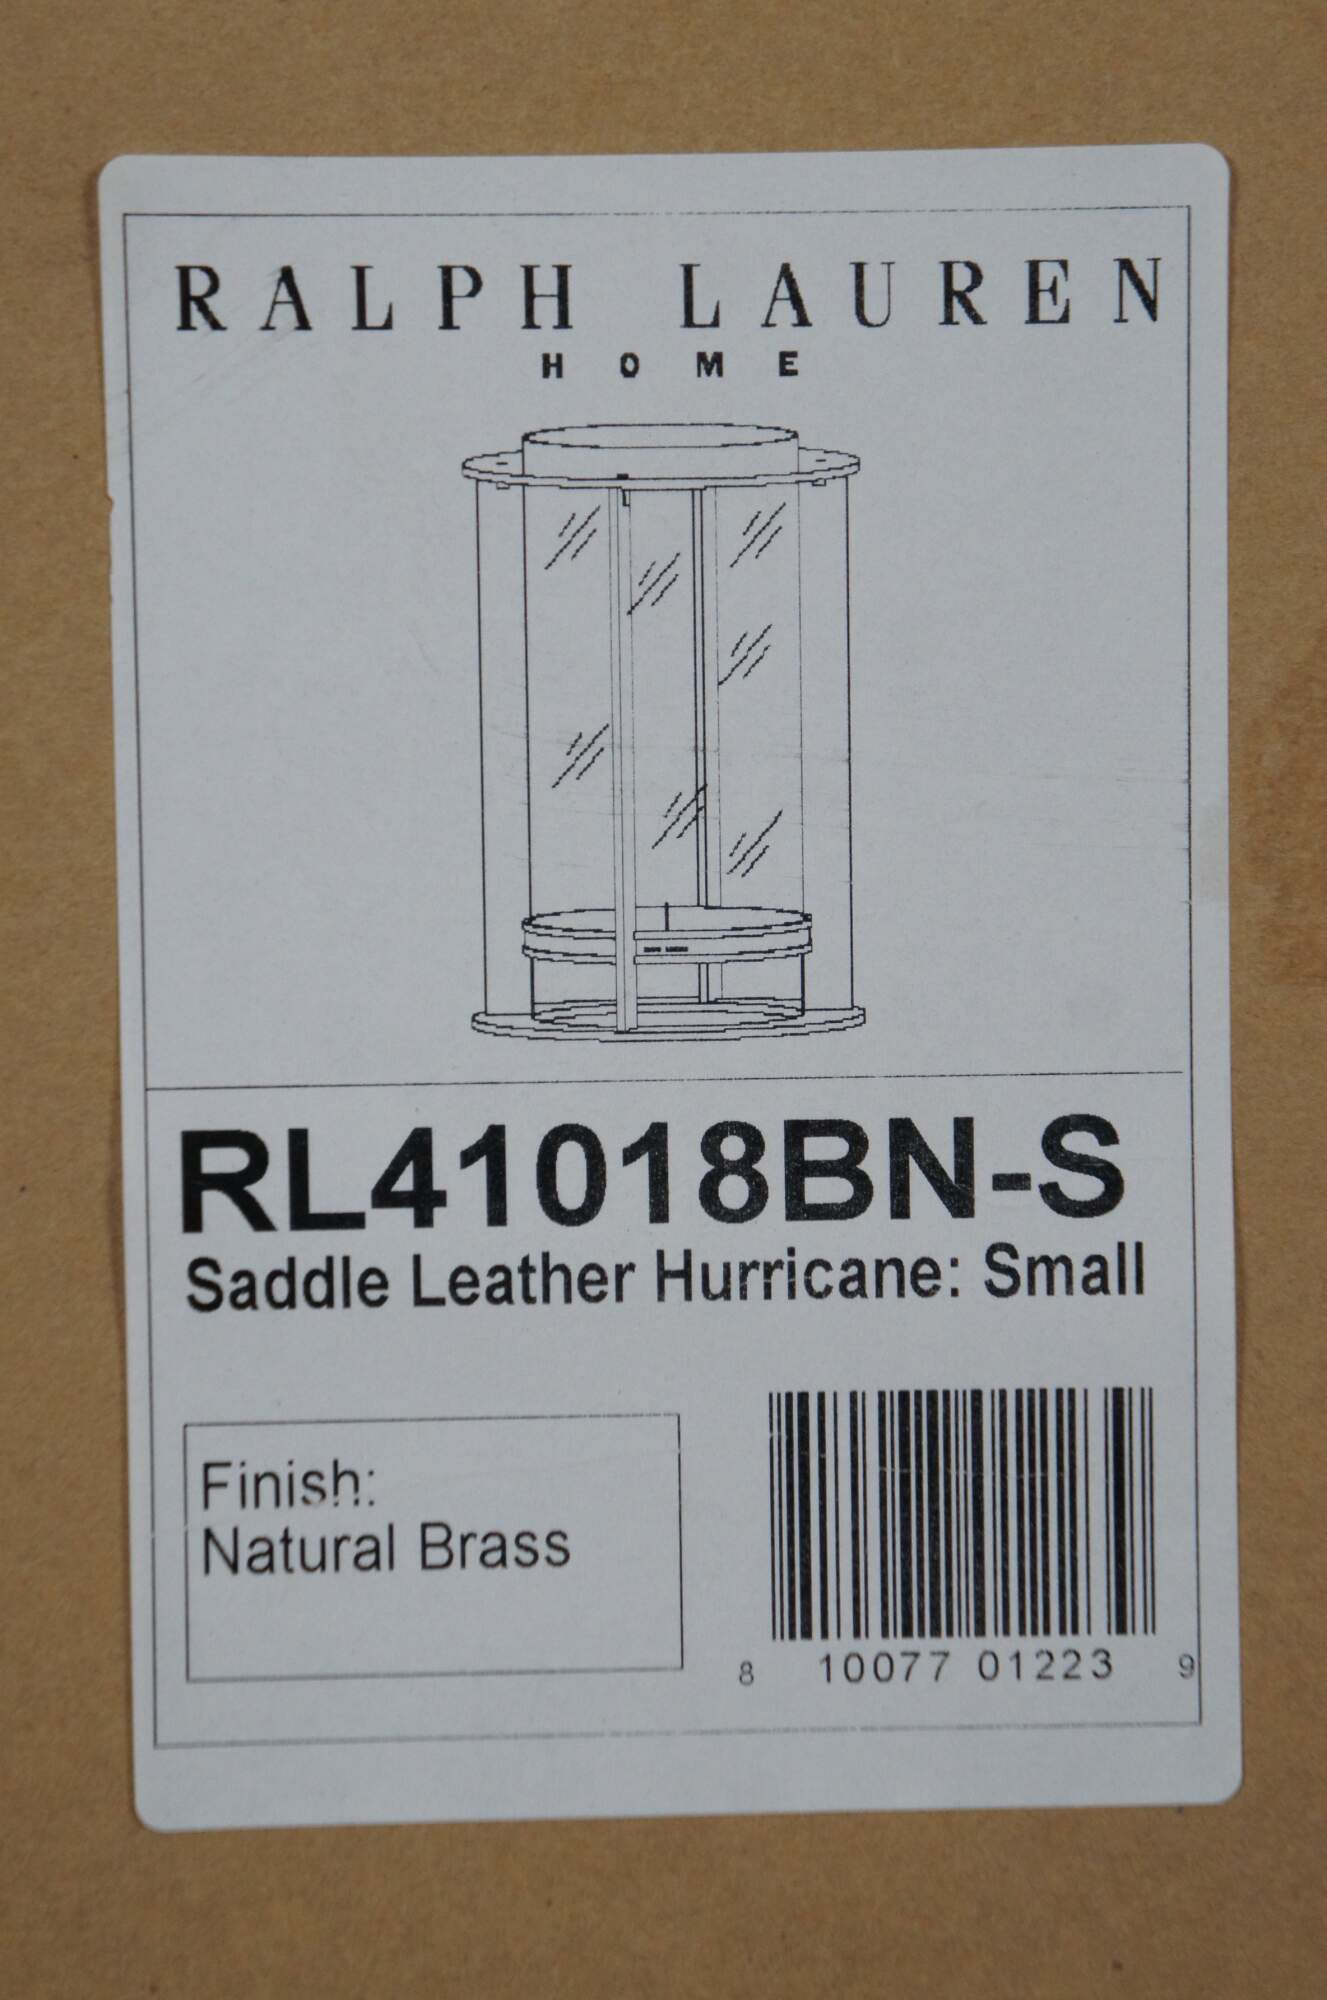 RALPH LAUREN
HOME
RL41018BN-S
Saddle Leather Hurricane: Small
Finish:
Natural Brass
8 10077 01223 9